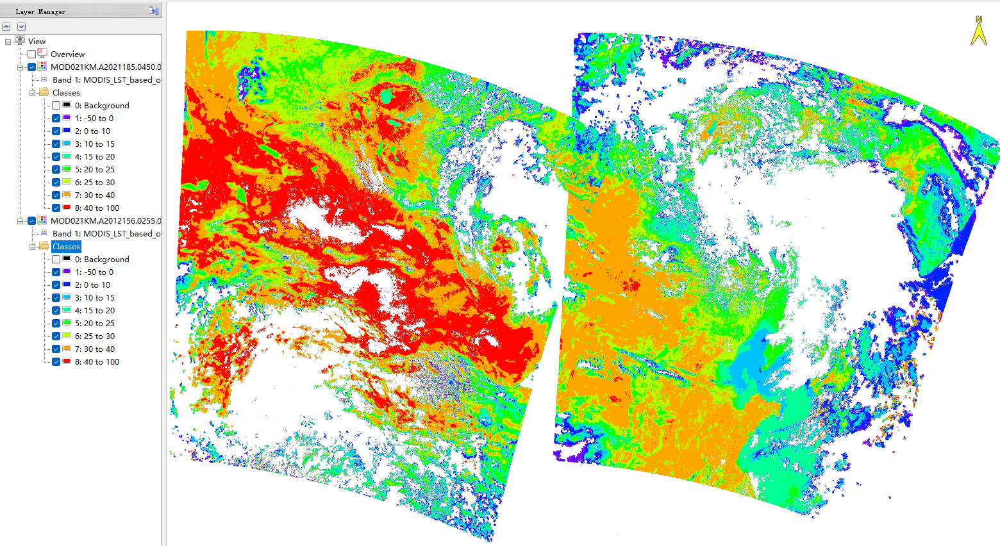 Layer Manager
N
View
Overview
MOD021KM.A2021185.0450.0
Band 1: MODIS_LST_based_o
Classes
0: Background
1: -50 to 0
2: 0 to 10
3: 10 to 15
4: 15 to 20
5: 20 to 25
6: 25 to 30
7: 30 to 40
8: 40 to 100
MOD021KM.A2012156.0255.0
Band 1: MODIS_LST_based_o
Classes
0: Background
1: -50 to 0
2: 0 to 10
3: 10 to 15
4: 15 to 20
5: 20 to 25
6: 25 to 30
7: 30 to 40
8: 40 to 100